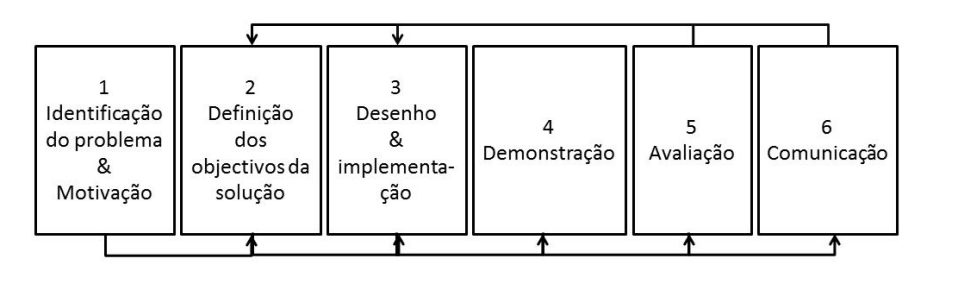 1
Identificação
do problema
&
Motivação
2
Definição
dos
objectivos da
solução
3
Desenho
&
implementa-
ção
4
Demonstração
5
Avaliação
6
Comunicação